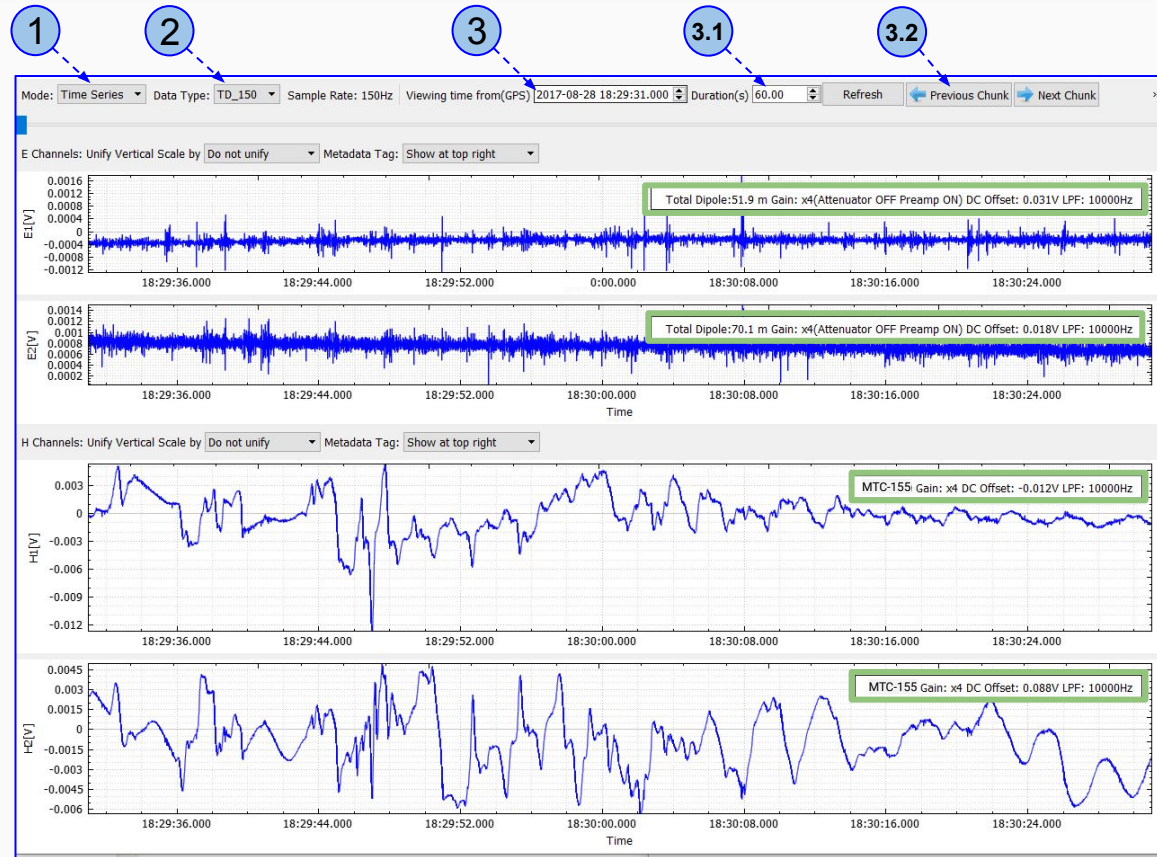 1 2 3 3.1 3.2
Mode: Time Series Data Type: TD_150 Sample Rate: 150Hz Viewing time from(GPS) 2017-08-28 18:29:31.000 Duration(s) 60.00 Refresh Previous Chunk Next Chunk »
E Channels: Unify Vertical Scale by Do not unify Metadata Tag: Show at top right
E1[V]
0.0016
0.0012
0.0008
0.0004
0
-0.0004
-0.0008
-0.0012
Total Dipole:51.9 m Gain: x4(Attenuator OFF Preamp ON) DC Offset: 0.031V LPF: 10000Hz
18:29:36.000 18:29:44.000 18:29:52.000 0:00.000 18:30:08.000 18:30:16.000 18:30:24.000
E2[V]
0.0014
0.0012
0.001
0.0008
0.0006
0.0004
0.0002
Total Dipole:70.1 m Gain: x4(Attenuator OFF Preamp ON) DC Offset: 0.018V LPF: 10000Hz
18:29:36.000 18:29:44.000 18:29:52.000 18:30:00.000 18:30:08.000 18:30:16.000 18:30:24.000
Time
H Channels: Unify Vertical Scale by Do not unify Metadata Tag: Show at top right
H1[V]
0.003
0
-0.003
-0.006
-0.009
-0.012
MTC-155 Gain: x4 DC Offset: -0.012V LPF: 10000Hz
18:29:36.000 18:29:44.000 18:29:52.000 18:30:00.000 18:30:08.000 18:30:16.000 18:30:24.000
H2[V]
0.0045
0.003
0.0015
0
-0.0015
-0.003
-0.0045
-0.006
MTC-155 Gain: x4 DC Offset: 0.088V LPF: 10000Hz
18:29:36.000 18:29:44.000 18:29:52.000 18:30:00.000 18:30:08.000 18:30:16.000 18:30:24.000
Time